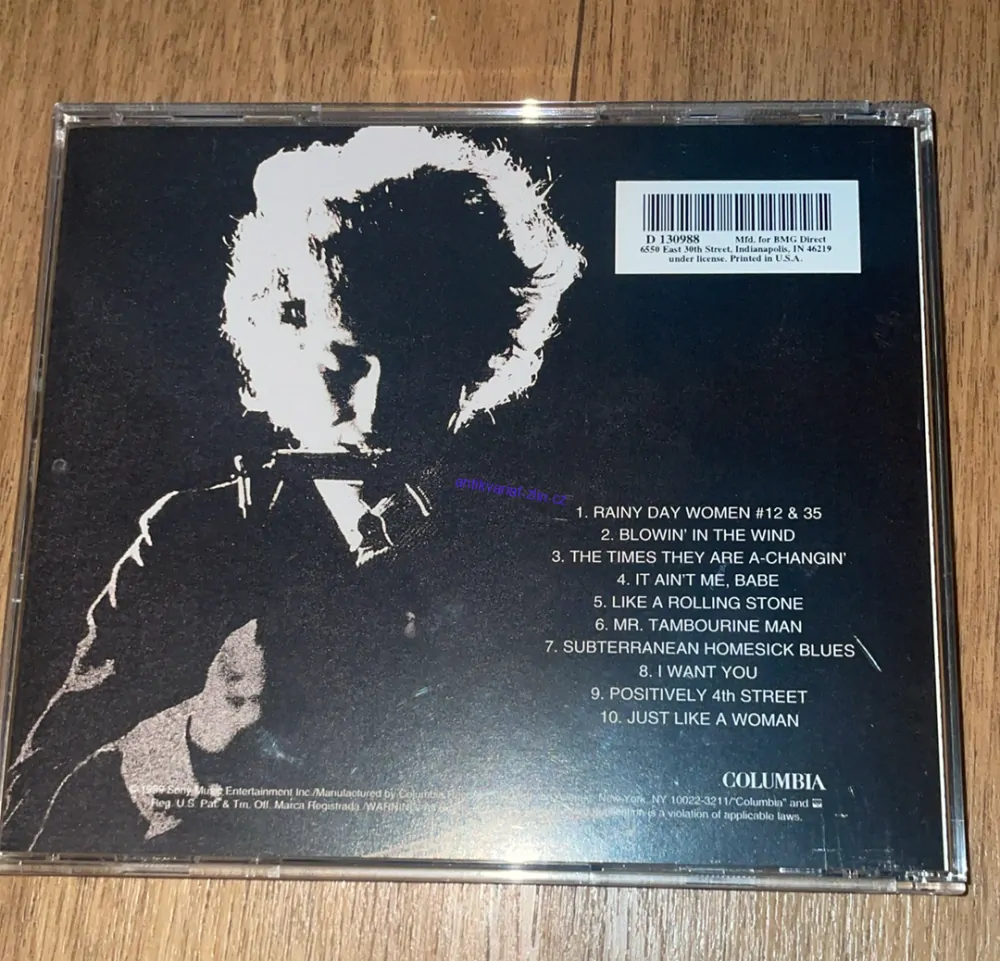 D 130988 Mfd. for BMG Direct
6550 East 30th Street, Indianapolis, IN 46219
under license. Printed in U.S.A.
1. RAINY DAY WOMEN #12 & 35
2. BLOWIN' IN THE WIND
3. THE TIMES THEY ARE A-CHANGIN'
4. IT AIN'T ME, BABE
5. LIKE A ROLLING STONE
6. MR. TAMBOURINE MAN
7. SUBTERRANEAN HOMESICK BLUES
8. I WANT YOU
9. POSITIVELY 4th STREET
10. JUST LIKE A WOMAN
COLUMBIA
Sony Music Entertainment Inc./Manufactured by Columbia New York, NY 10022-3211/"Columbia" and
Reg. U.S. Pat. & Tm. Off. Marca Registrada is a violation of applicable laws.